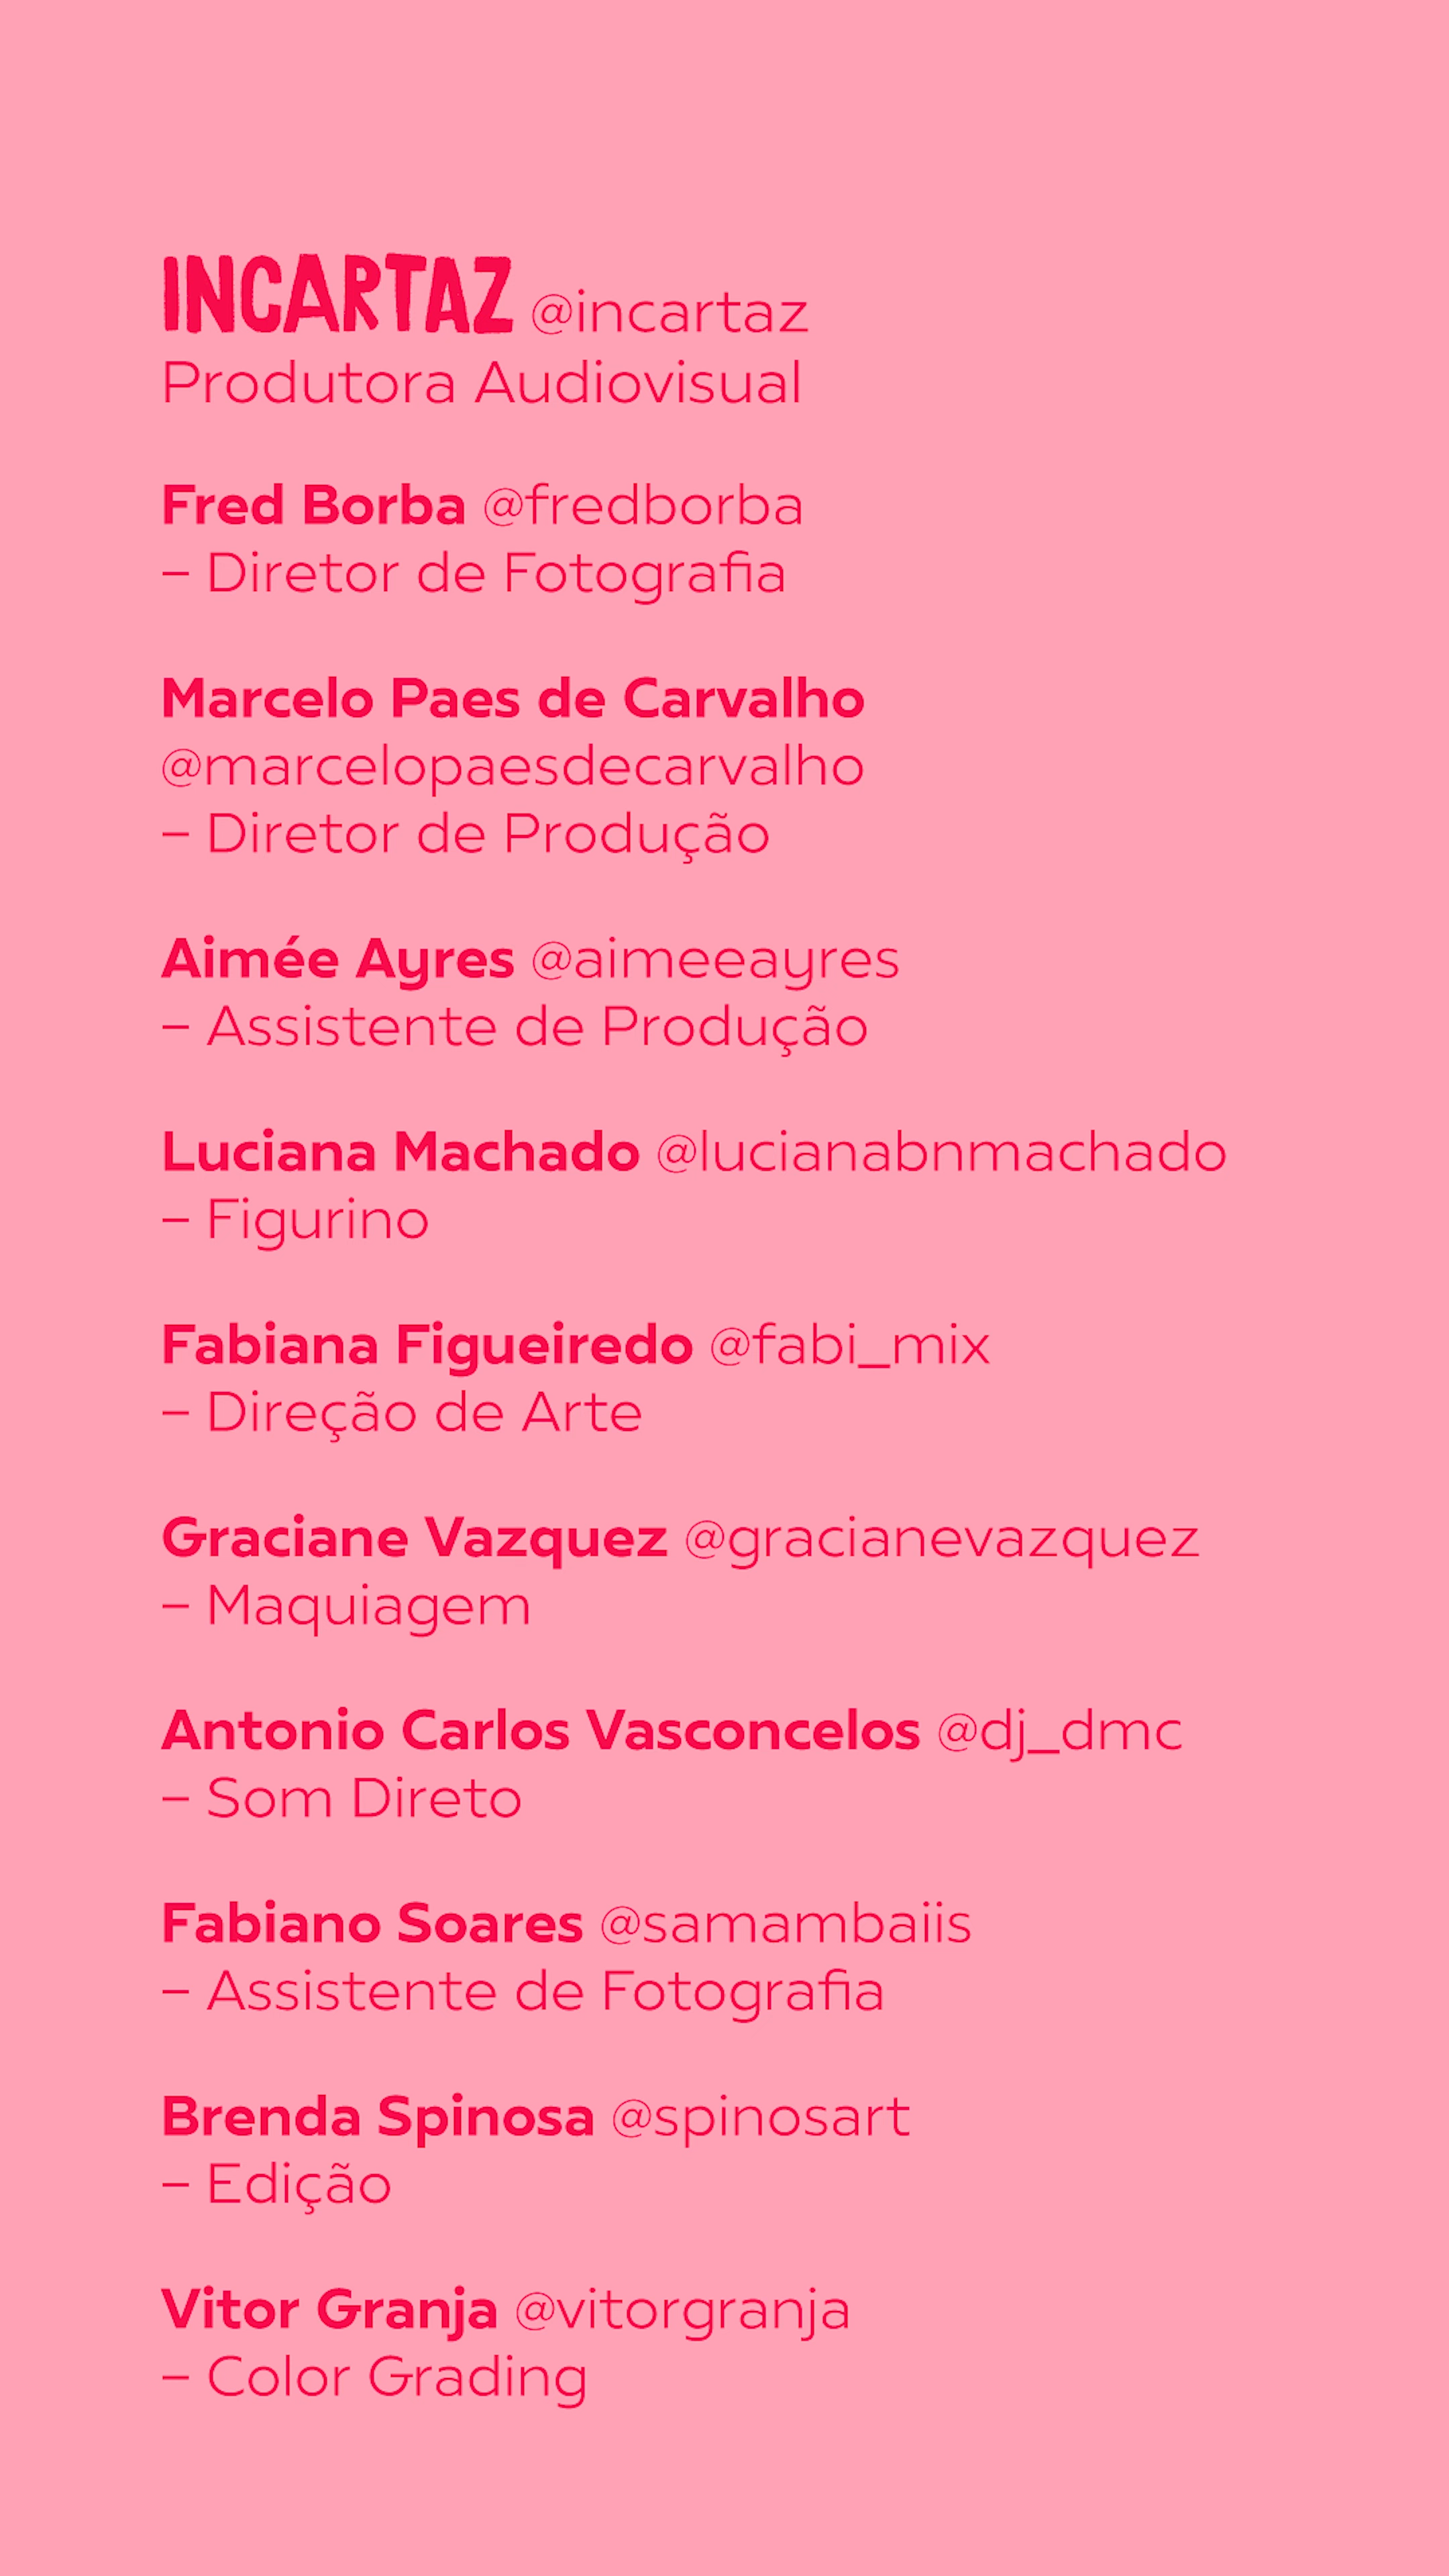 INCARTAZ @incartaz
Produtora Audiovisual
Fred Borba @fredborba
– Diretor de Fotografia
Marcelo Paes de Carvalho
@marcelopaesdecarvalho
– Diretor de Produção
Aimée Ayres @aimeeayres
– Assistente de Produção
Luciana Machado @lucianabnmachado
– Figurino
Fabiana Figueiredo @fabi_mix
– Direção de Arte
Graciane Vazquez @gracianevazquez
– Maquiagem
Antonio Carlos Vasconcelos @dj_dmc
– Som Direto
Fabiano Soares @samambaiis
– Assistente de Fotografia
Brenda Spinosa @spinosart
– Edição
Vitor Granja @vitorgranja
– Color Grading